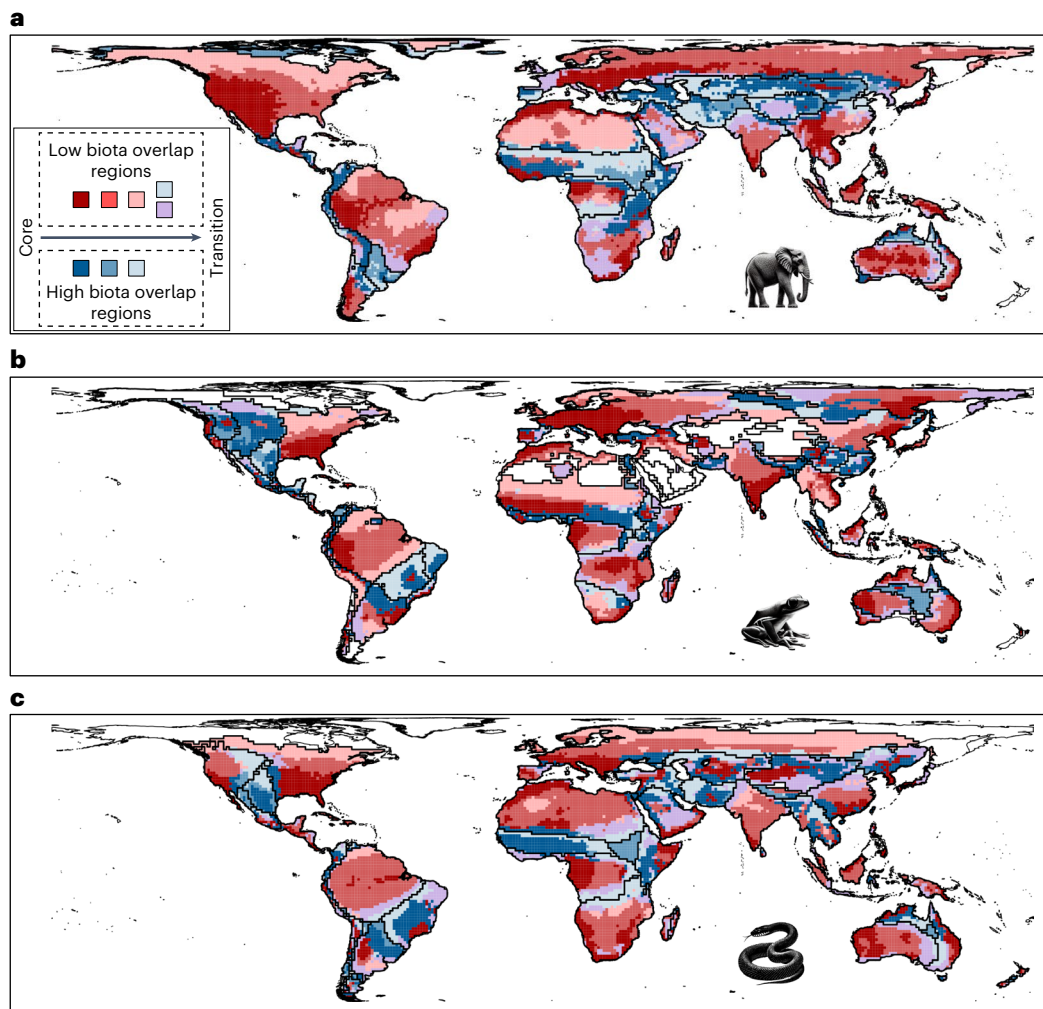 a
Low biota overlap
regions
Core
Transition
High biota overlap
regions
b
c